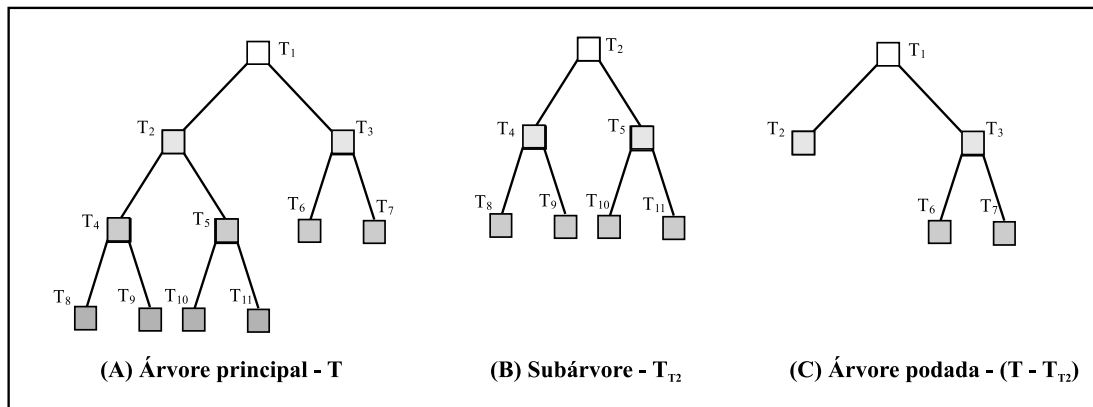 T1
T2
T3
T4
T5
T6
T7
T8
T9
T10
T11
(A) Árvore principal - T
T2
T4
T5
T8
T9
T10
T11
(B) Subárvore - TT2
T1
T2
T3
T6
T7
(C) Árvore podada - (T - TT2)